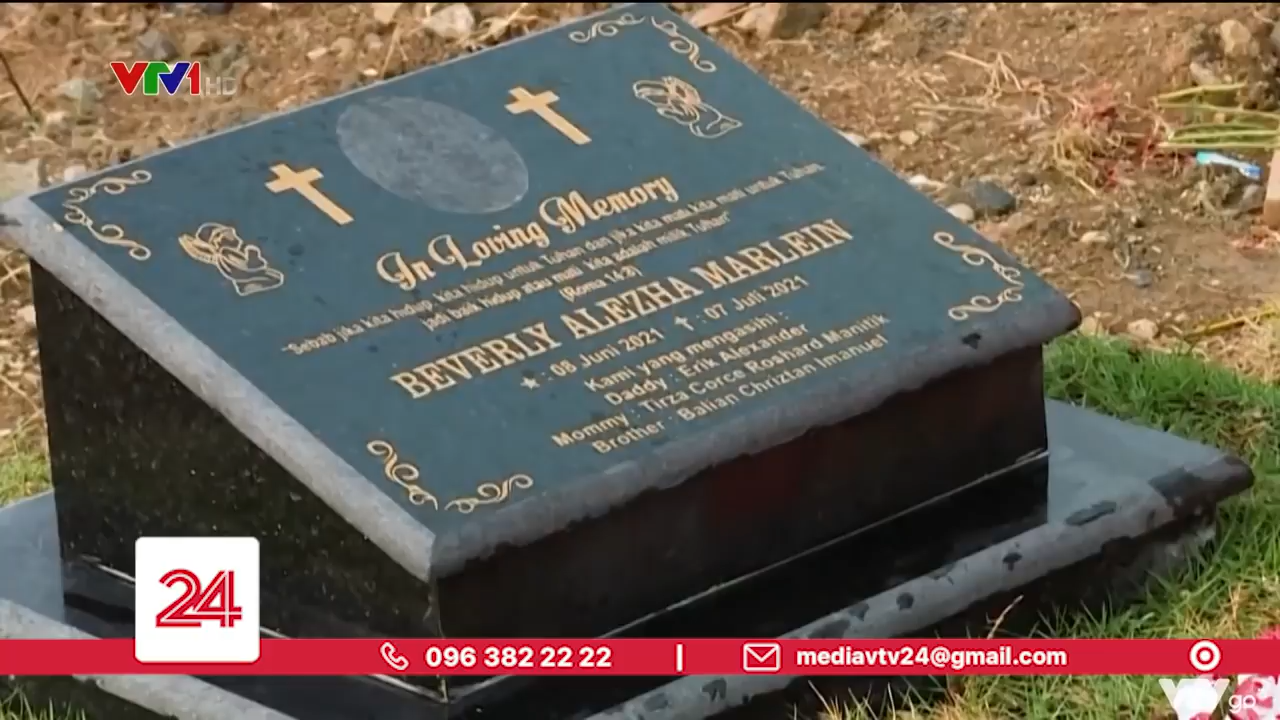 VTV1 HD
In Loving Memory
"Sebab jika kita hidup, kita hidup untuk Tuhan dan jika kita mati kita mati untuk Tuhan.
jadi baik hidup atau mati kita adalah milik Tuhan"
(Roma 14:8)
BEVERLY ALEZHA MARLEIN
★ : 08 Juni 2021 ✝ : 07 Juli 2021
Kami yang mengasihi :
Daddy : Erik Alexander
Mommy : Tirza Corce Roshard Manitik
Brother : Balian Chriztan Imanuel
24
096 382 22 22 | mediavtv24@gmail.com
VTV
go